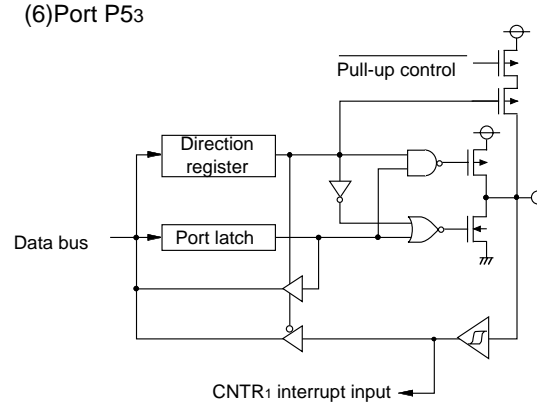 (6)Port P5₃
Pull-up control
Direction
register
Data bus
Port latch
CNTR₁ interrupt input